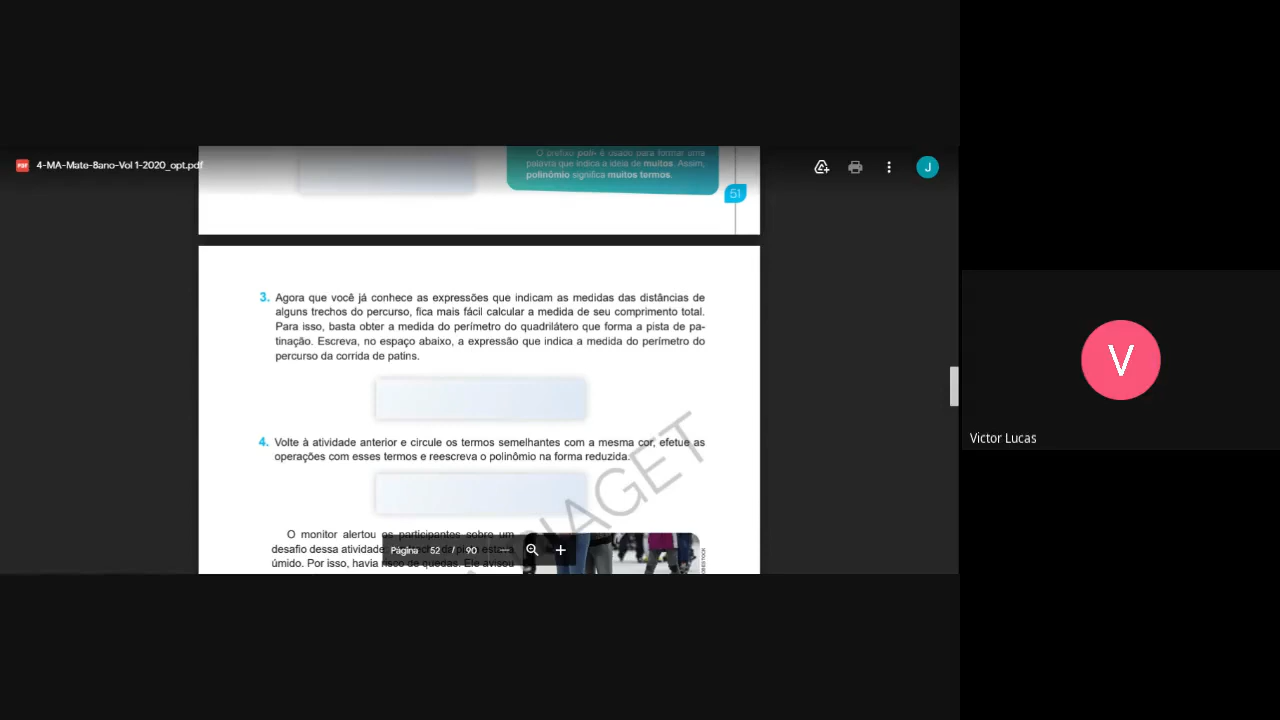 4-MA-Mate-8ano-Vol 1-2020_opt.pdf
J
O prefixo poli- é usado para formar uma
palavra que indica a ideia de muitos. Assim,
polinômio significa muitos termos.
51
3. Agora que você já conhece as expressões que indicam as medidas das distâncias de
alguns trechos do percurso, fica mais fácil calcular a medida de seu comprimento total.
Para isso, basta obter a medida do perímetro do quadrilátero que forma a pista de pa-
tinação. Escreva, no espaço abaixo, a expressão que indica a medida do perímetro do
percurso da corrida de patins.
4. Volte à atividade anterior e circule os termos semelhantes com a mesma cor, efetue as
operações com esses termos e reescreva o polinômio na forma reduzida.
PIAGET
O monitor alertou os participantes sobre um
desafio dessa atividade:
úmido. Por isso, havia risco de quedas. Ele avisou
Página 52 / 90
V
Victor Lucas